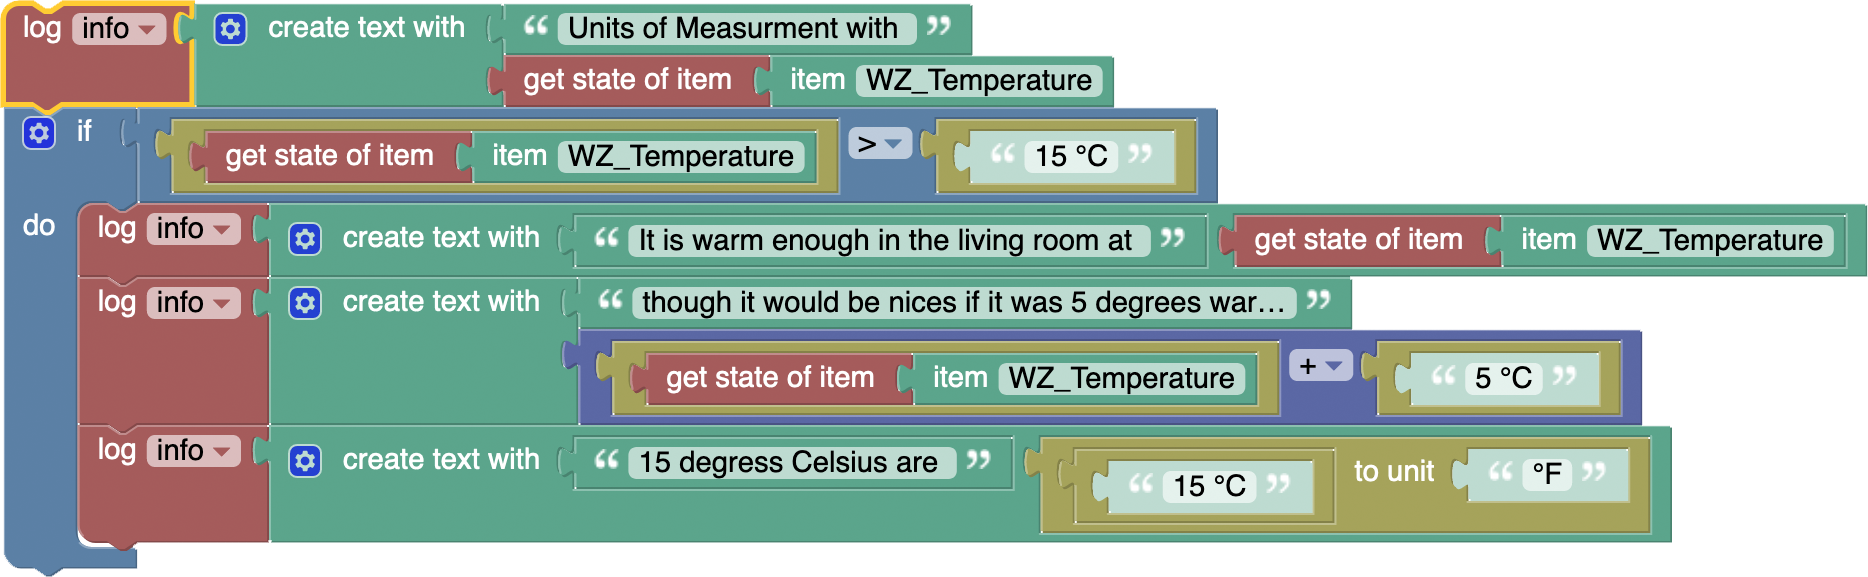 log info create text with “ Units of Measurment with ”
get state of item item WZ_Temperature
if get state of item item WZ_Temperature > “ 15 °C ”
do log info create text with “ It is warm enough in the living room at ” get state of item item WZ_Temperature
log info create text with “ though it would be nices if it was 5 degrees war... ”
get state of item item WZ_Temperature + “ 5 °C ”
log info create text with “ 15 degress Celsius are ” “ 15 °C ” to unit “ °F ”